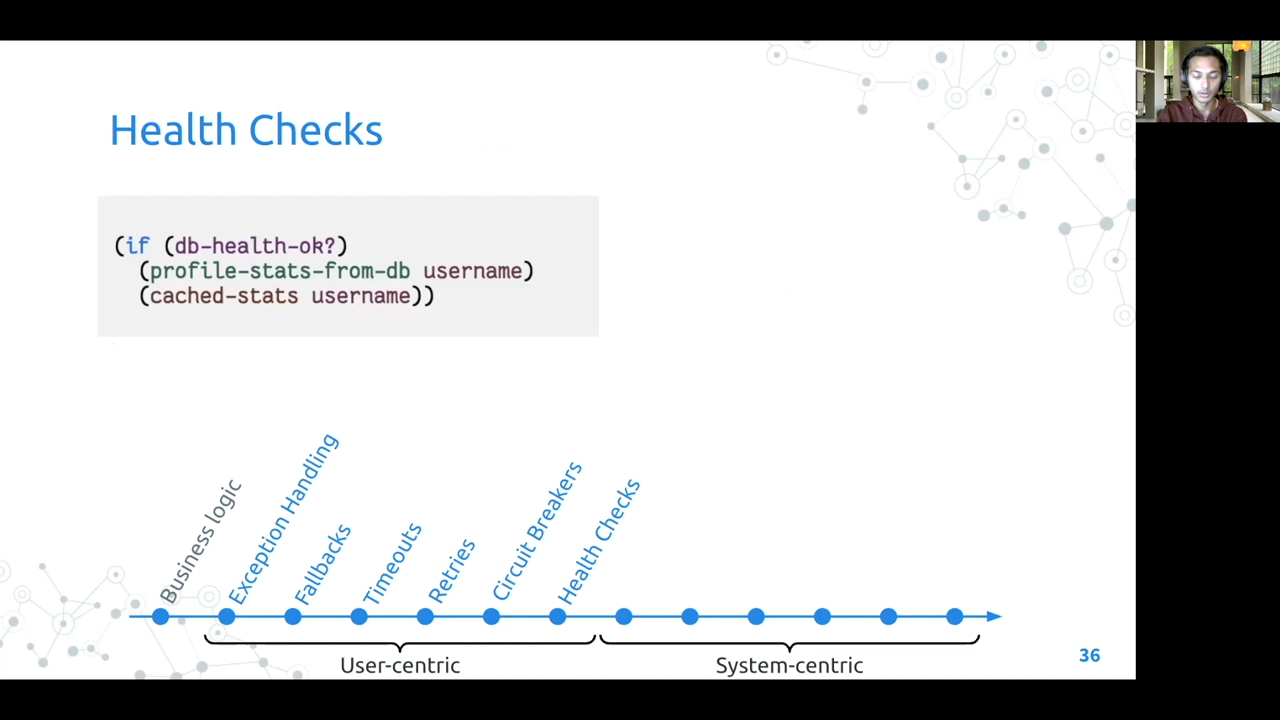 Health Checks
(if (db-health-ok?)
  (profile-stats-from-db username)
  (cached-stats username))
Business logic
Exception Handling
Fallbacks
Timeouts
Retries
Circuit Breakers
Health Checks
User-centric
System-centric
36